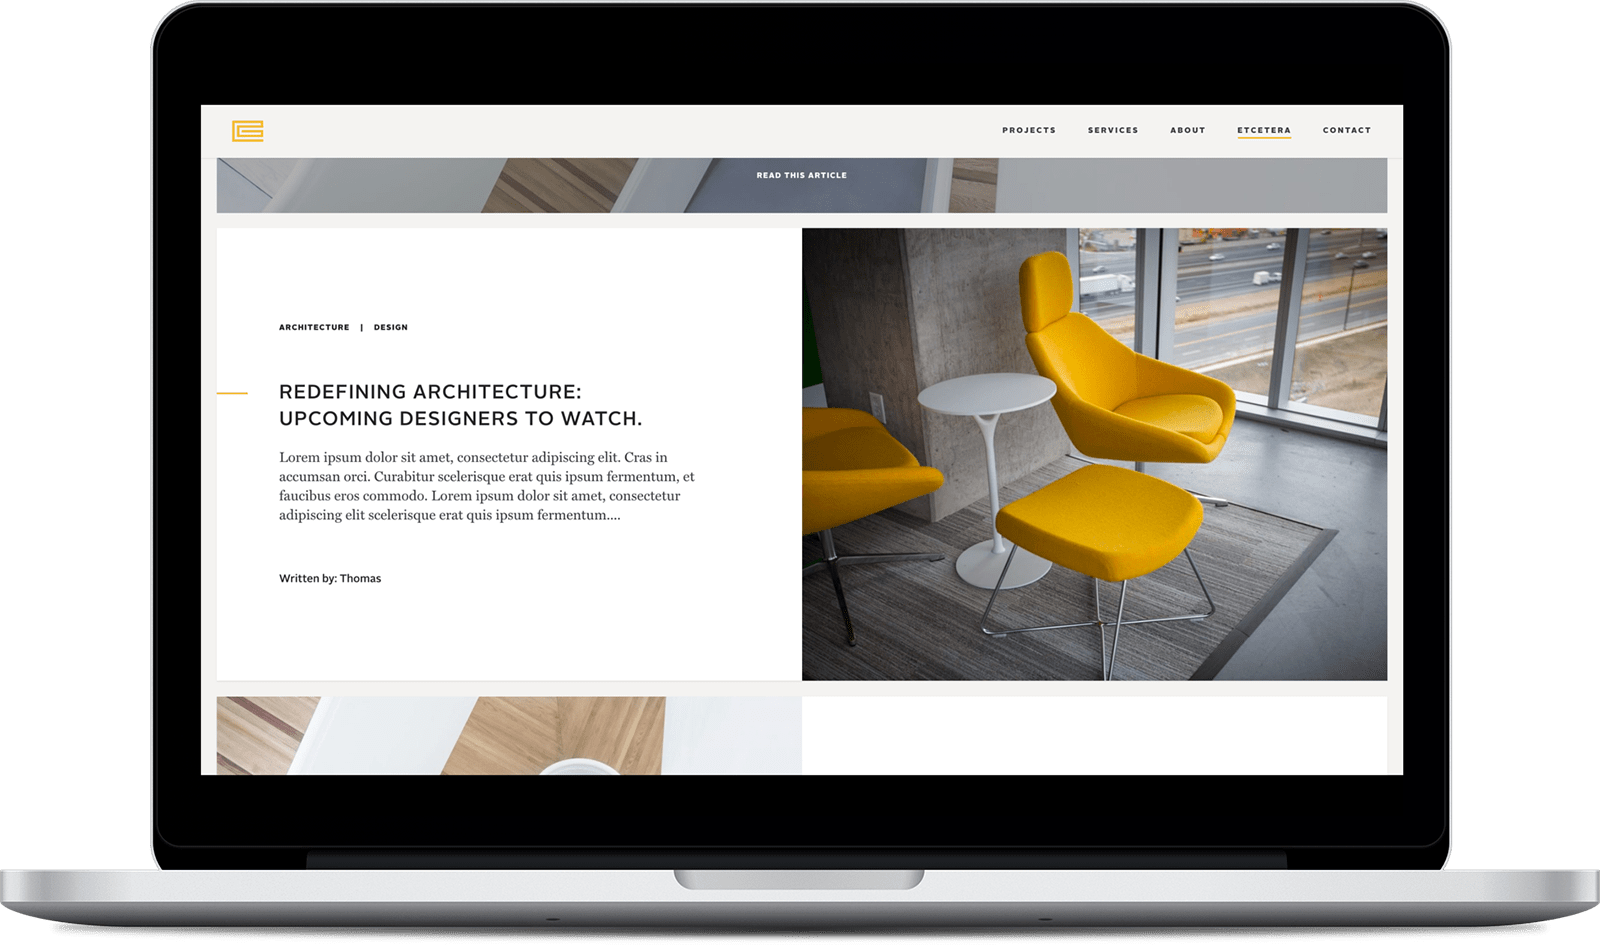 PROJECTS SERVICES ABOUT ETCETERA CONTACT
READ THIS ARTICLE
ARCHITECTURE | DESIGN
REDEFINING ARCHITECTURE:
UPCOMING DESIGNERS TO WATCH.
Lorem ipsum dolor sit amet, consectetur adipiscing elit. Cras in
accumsan orci. Curabitur scelerisque erat quis ipsum fermentum, et
faucibus eros commodo. Lorem ipsum dolor sit amet, consectetur
adipiscing elit scelerisque erat quis ipsum fermentum....
Written by: Thomas